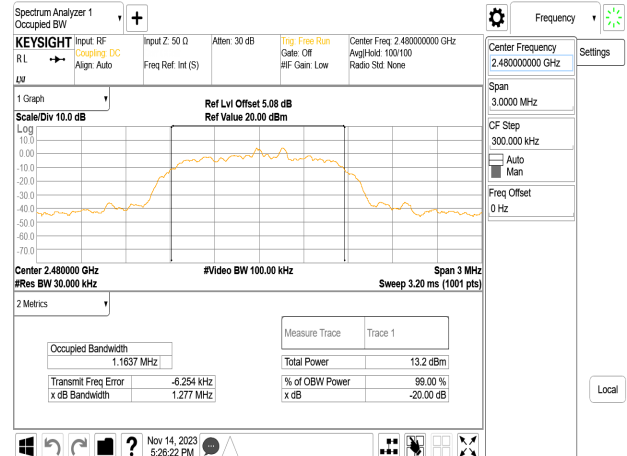 Spectrum Analyzer 1
Occupied BW
Frequency
KEYSIGHT
Input: RF
Input Z: 50 Ω
Atten: 30 dB
Trig: Free Run
Center Freq: 2.480000000 GHz
RL
Coupling: DC
Gate: Off
Avg|Hold: 100/100
Align: Auto
Freq Ref: Int (S)
#IF Gain: Low
Radio Std: None
LXI
Center Frequency
2.480000000 GHz
Settings
Span
3.0000 MHz
CF Step
300.000 kHz
Auto
Man
Freq Offset
0 Hz
Local
1 Graph
Ref Lvl Offset 5.08 dB
Scale/Div 10.0 dB
Ref Value 20.00 dBm
Log
10.0
0.00
-10.0
-20.0
-30.0
-40.0
-50.0
-60.0
-70.0
Center 2.48000 GHz
#Video BW 100.00 kHz
Span 3 MHz
#Res BW 30.000 kHz
Sweep 3.20 ms (1001 pts)
2 Metrics
Measure Trace
Trace 1
Occupied Bandwidth
1.1637 MHz
Total Power
13.2 dBm
Transmit Freq Error
-6.254 kHz
% of OBW Power
99.00 %
x dB Bandwidth
1.277 MHz
x dB
-20.00 dB
?
Nov 14, 2023
5:26:22 PM